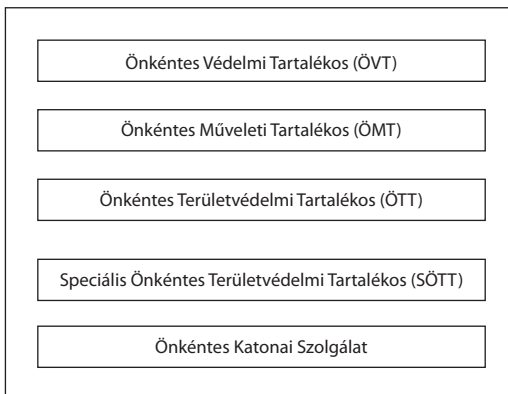 Önkéntes Védelmi Tartalékos (ÖVT)
Önkéntes Műveleti Tartalékos (ÖMT)
Önkéntes Területvédelmi Tartalékos (ÖTT)
Speciális Önkéntes Területvédelmi Tartalékos (SÖTT)
Önkéntes Katonai Szolgálat